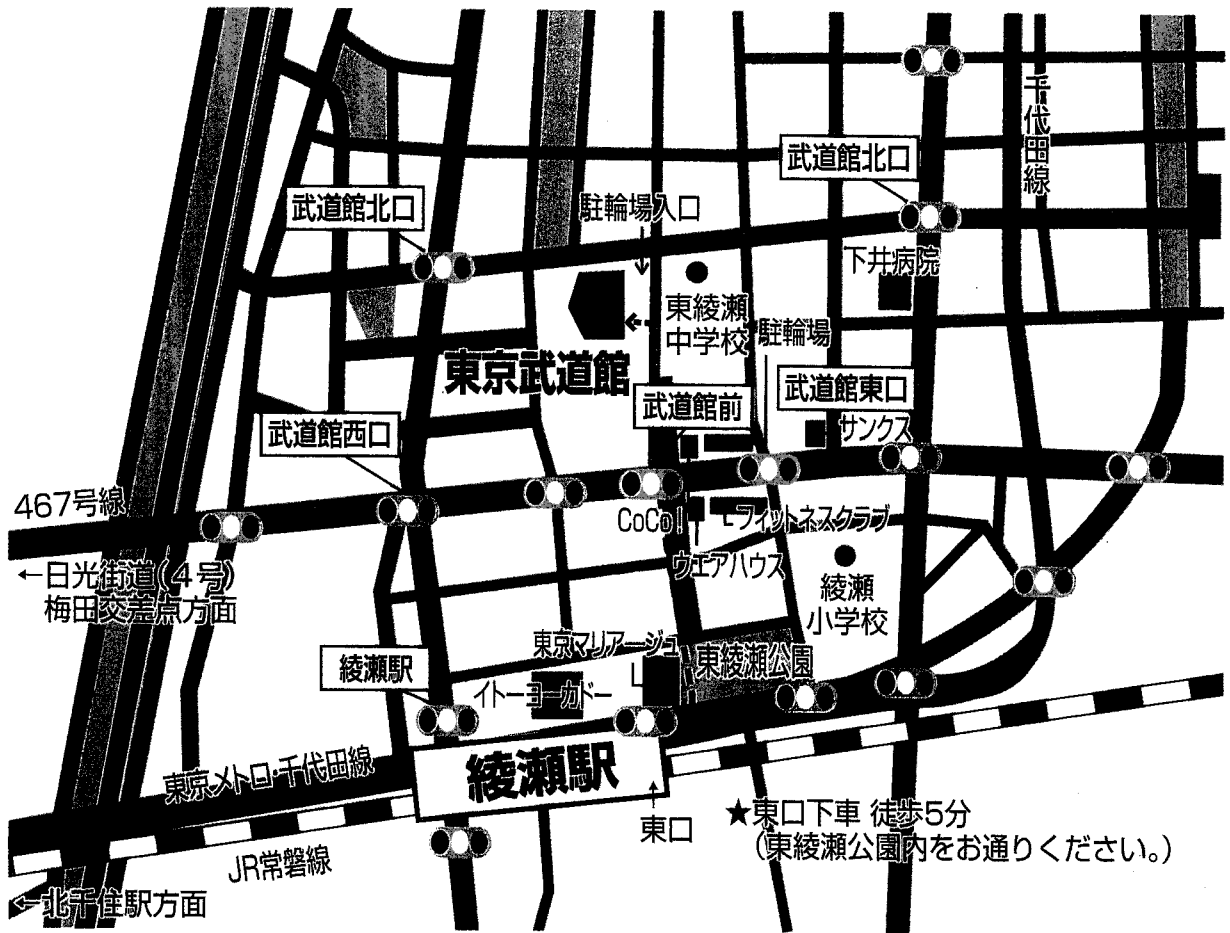 千代田線
武道館北口
武道館北口
駐輪場入口
下井病院
東綾瀬
中学校
駐輪場
東京武道館
武道館前
武道館東口
サンクス
武道館西口
467号線
CoCo!
フィットネスクラブ
ウエアハウス
←日光街道(4号)
梅田交差点方面
綾瀬
小学校
東京マリアージュ
東綾瀬公園
綾瀬駅
イトーヨーカドー
綾瀬駅
東京メトロ・千代田線
東口
★東口下車 徒歩5分
(東綾瀬公園内をお通りください。)
JR常磐線
←北千住駅方面